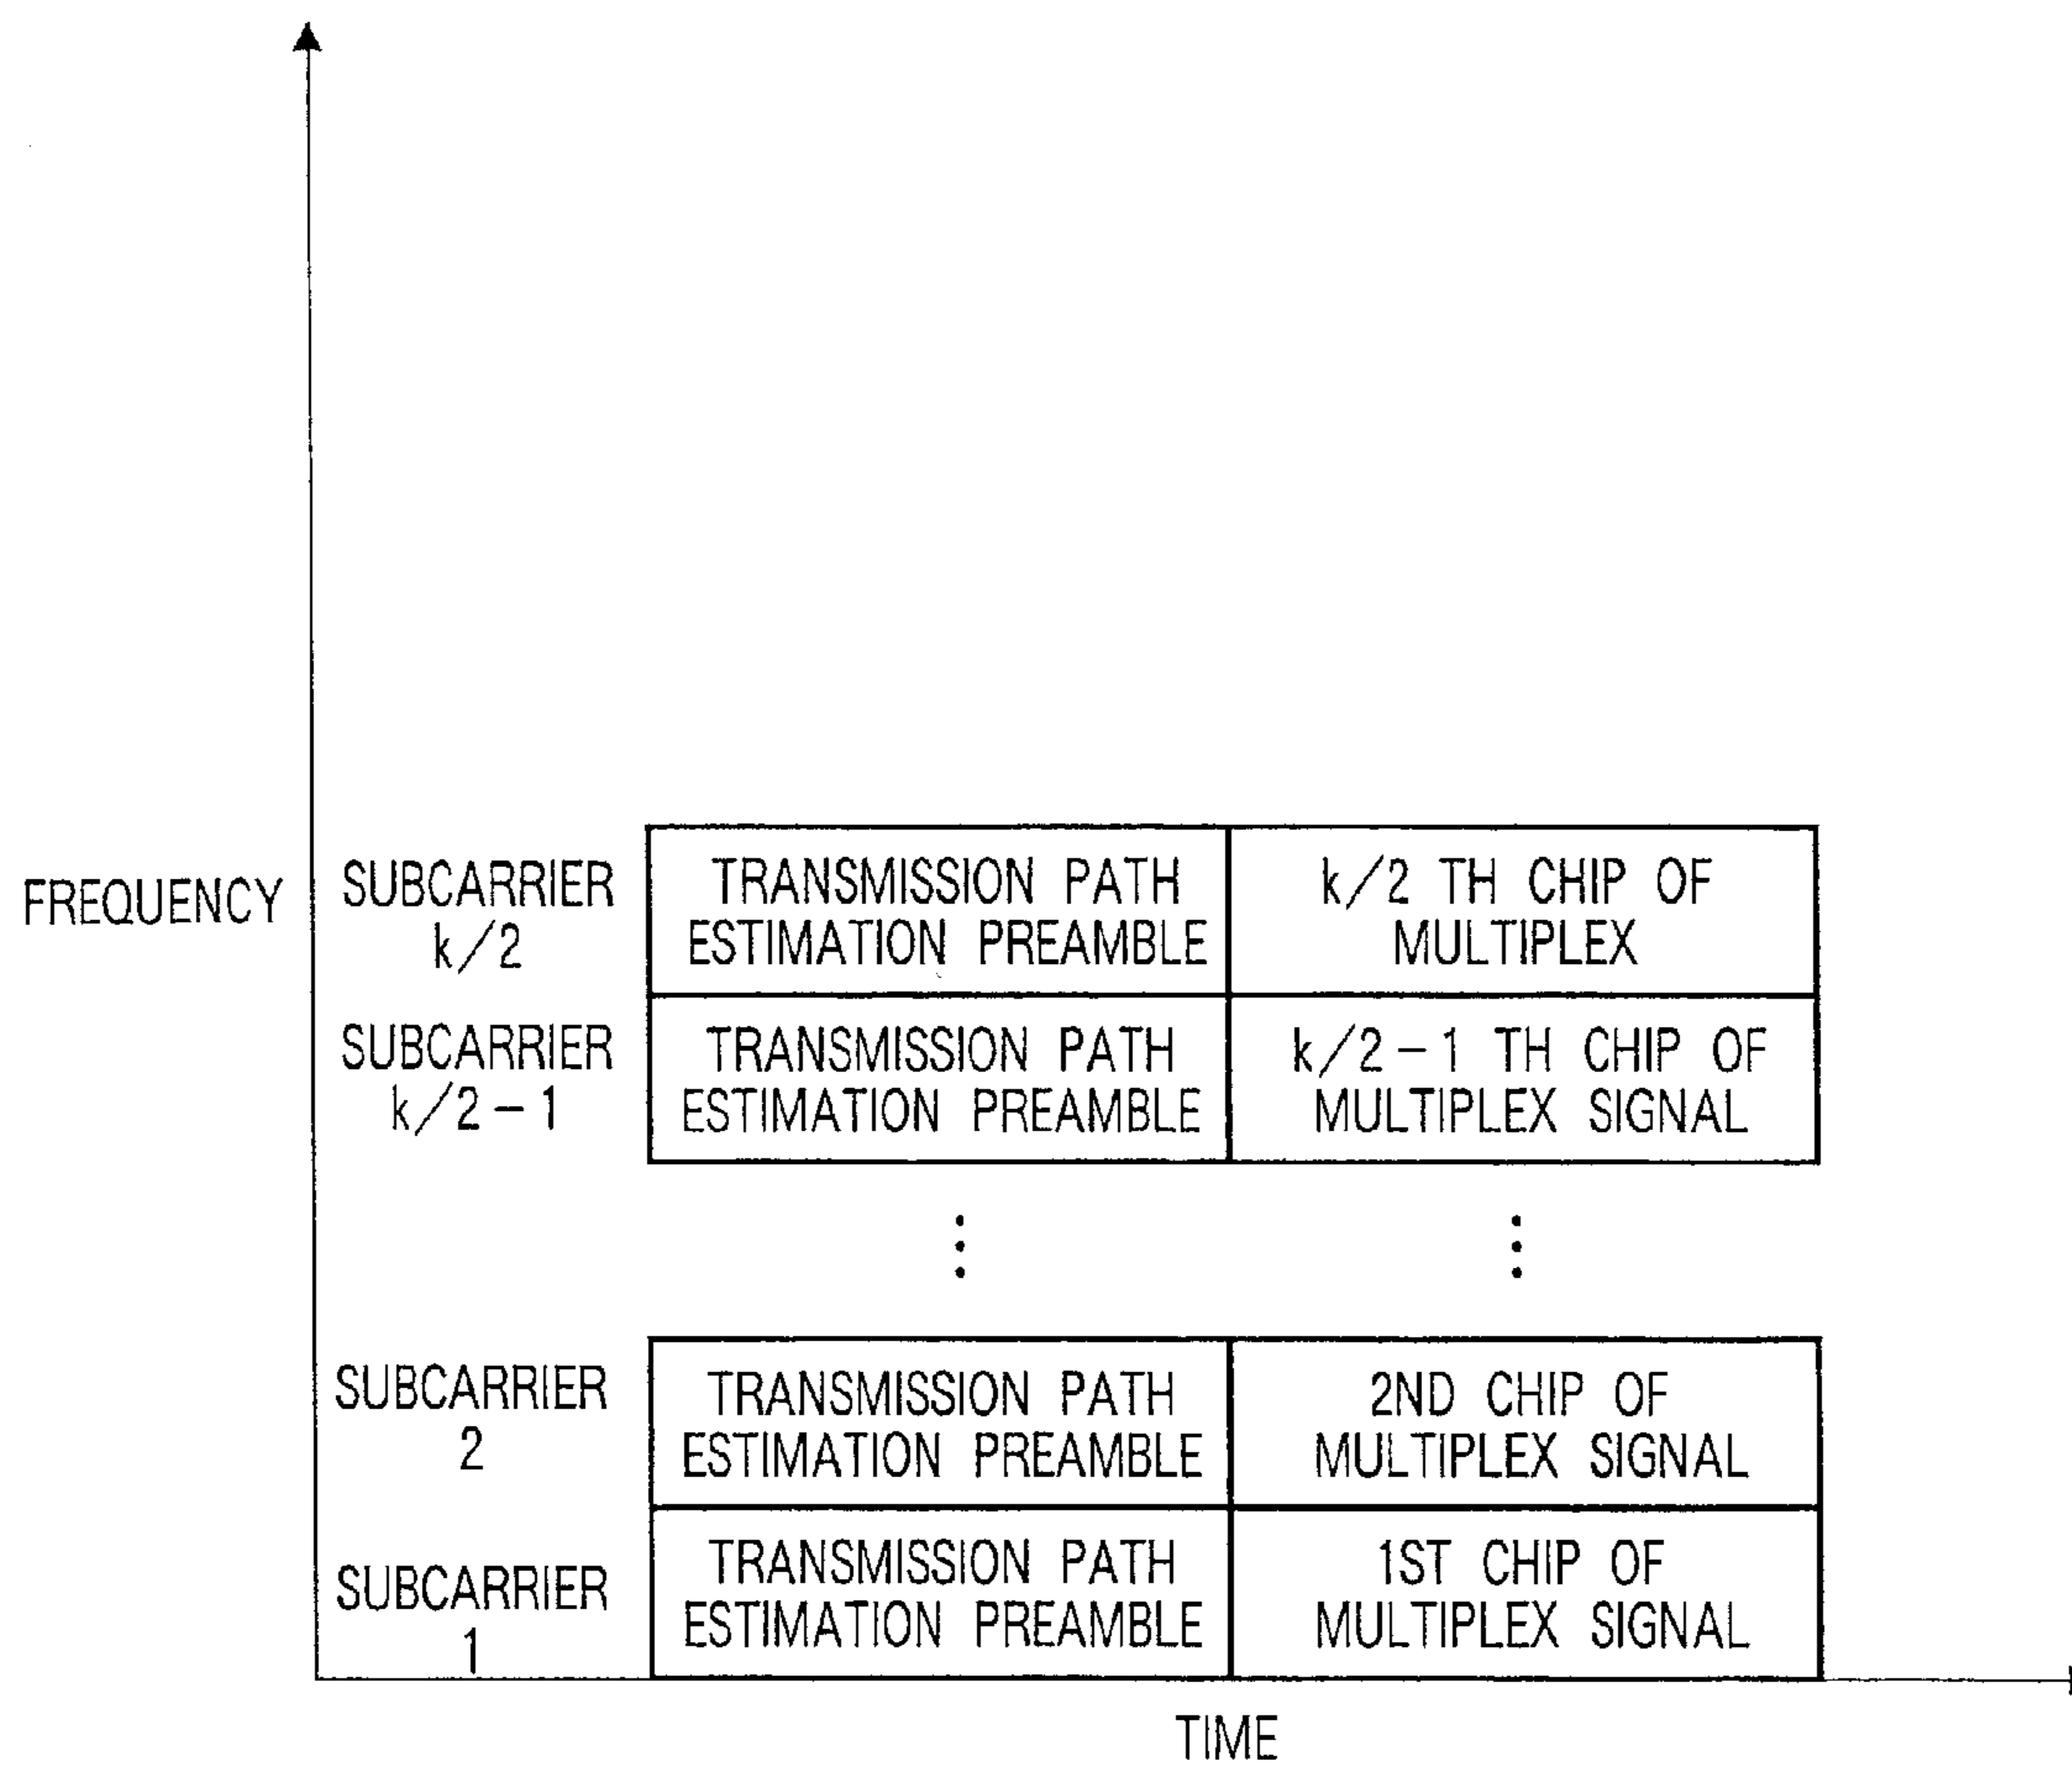 FREQUENCY
SUBCARRIER
k/2
TRANSMISSION PATH
ESTIMATION PREAMBLE
k/2 TH CHIP OF
MULTIPLEX
SUBCARRIER
k/2-1
TRANSMISSION PATH
ESTIMATION PREAMBLE
k/2-1 TH CHIP OF
MULTIPLEX SIGNAL
SUBCARRIER
2
TRANSMISSION PATH
ESTIMATION PREAMBLE
2ND CHIP OF
MULTIPLEX SIGNAL
SUBCARRIER
1
TRANSMISSION PATH
ESTIMATION PREAMBLE
1ST CHIP OF
MULTIPLEX SIGNAL
TIME